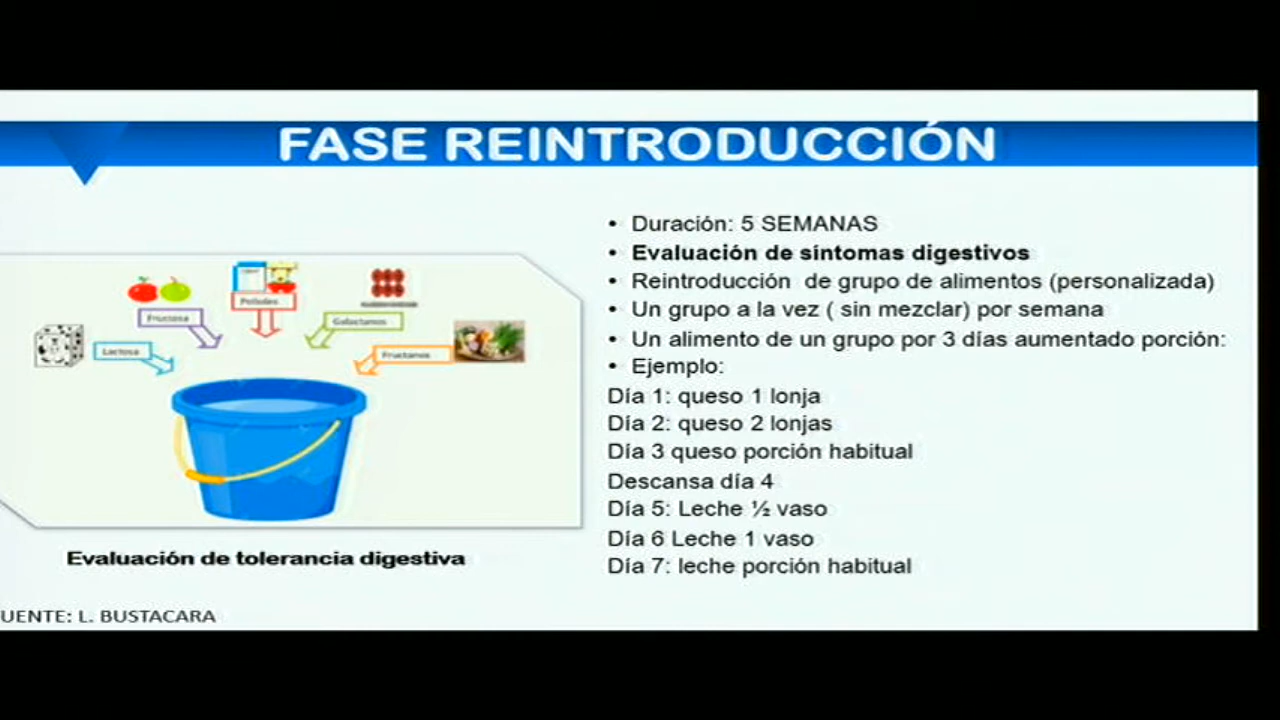 FASE REINTRODUCCIÓN
• Duración: 5 SEMANAS
• Evaluación de síntomas digestivos
• Reintroducción de grupo de alimentos (personalizada)
• Un grupo a la vez ( sin mezclar) por semana
• Un alimento de un grupo por 3 días aumentado porción:
• Ejemplo:
Día 1: queso 1 lonja
Día 2: queso 2 lonjas
Día 3 queso porción habitual
Descansa día 4
Día 5: Leche ½ vaso
Día 6 Leche 1 vaso
Día 7: leche porción habitual
Lactosa
Fructosa
Polioles
Galactanos
Fructanos
Evaluación de tolerancia digestiva
UENTE: L. BUSTACARA